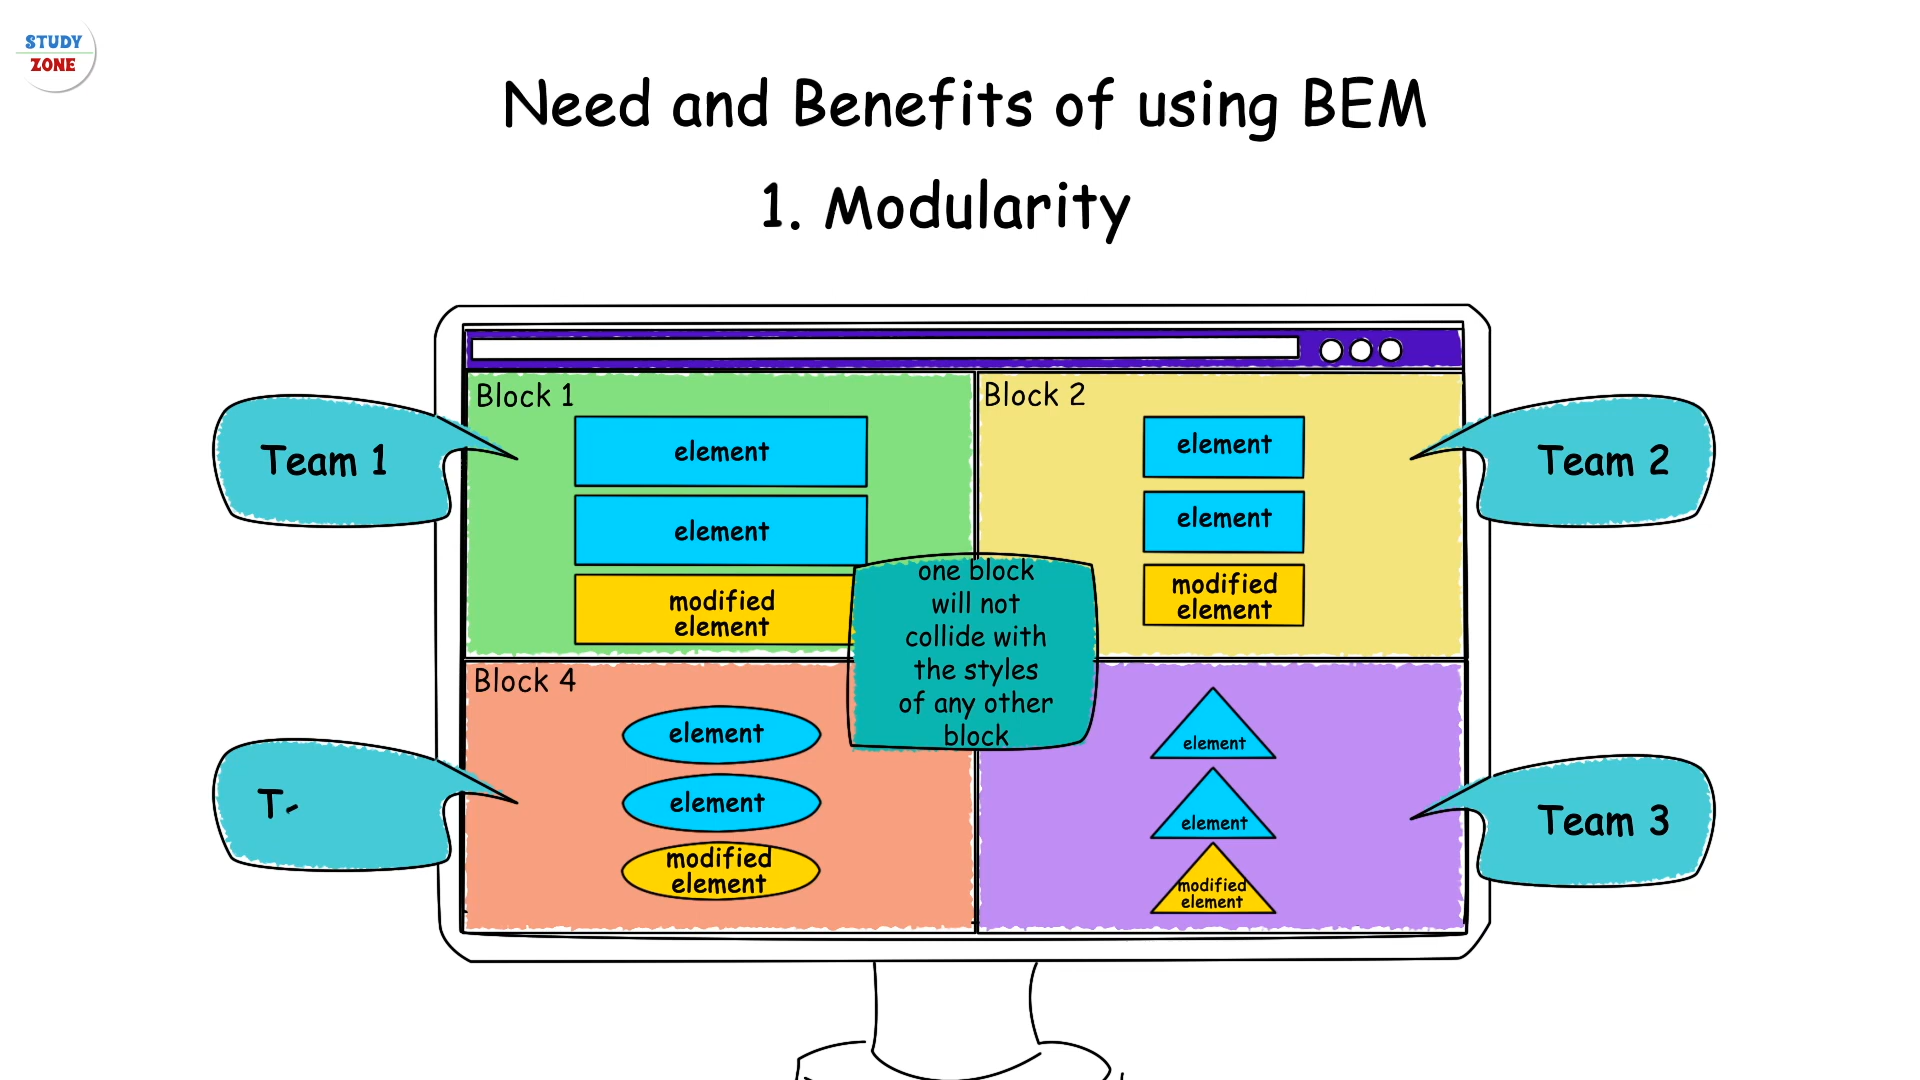 STUDY
ZONE
Need and Benefits of using BEM
1. Modularity
Block 1
element
element
modified
element
Block 2
element
element
modified
element
Team 1
Team 2
one block
will not
collide with
the styles
of any other
block
Block 4
element
element
modified
element
element
element
modified
element
T
Team 3